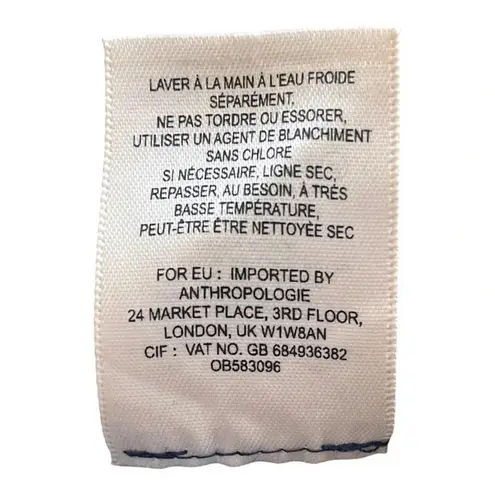 LAVER À LA MAIN À L'EAU FROIDE
SÉPARÉMENT,
NE PAS TORDRE OU ESSORER,
UTILISER UN AGENT DE BLANCHIMENT
SANS CHLORE
SI NÉCESSAIRE, LIGNE SEC,
REPASSER, AU BESOIN, À TRÈS
BASSE TEMPÉRATURE,
PEUT-ÊTRE ÊTRE NETTOYÉE SEC
FOR EU : IMPORTED BY
ANTHROPOLOGIE
24 MARKET PLACE, 3RD FLOOR,
LONDON, UK W1W8AN
CIF : VAT NO. GB 684936382
OB583096